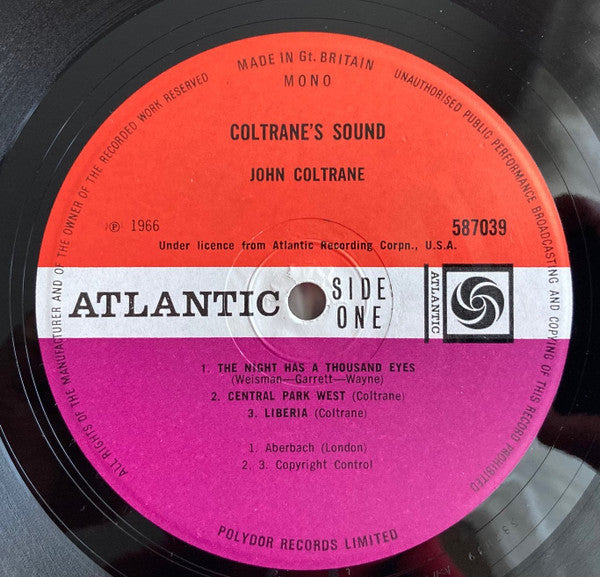 MADE IN Gt. BRITAIN
ALL RIGHTS OF THE MANUFACTURER AND OF THE OWNER OF THE RECORDED WORK RESERVED
UNAUTHORISED PUBLIC PERFORMANCE BROADCASTING AND COPYING OF THIS RECORD PROHIBITED
MONO
COLTRANE'S SOUND
JOHN COLTRANE
℗ 1966
587039
Under licence from Atlantic Recording Corpn., U.S.A.
ATLANTIC
SIDE
ONE
ATLANTIC
1. THE NIGHT HAS A THOUSAND EYES
(Weisman—Garrett—Wayne)
2. CENTRAL PARK WEST (Coltrane)
3. LIBERIA (Coltrane)
1. Aberbach (London)
2, 3. Copyright Control
POLYDOR RECORDS LIMITED